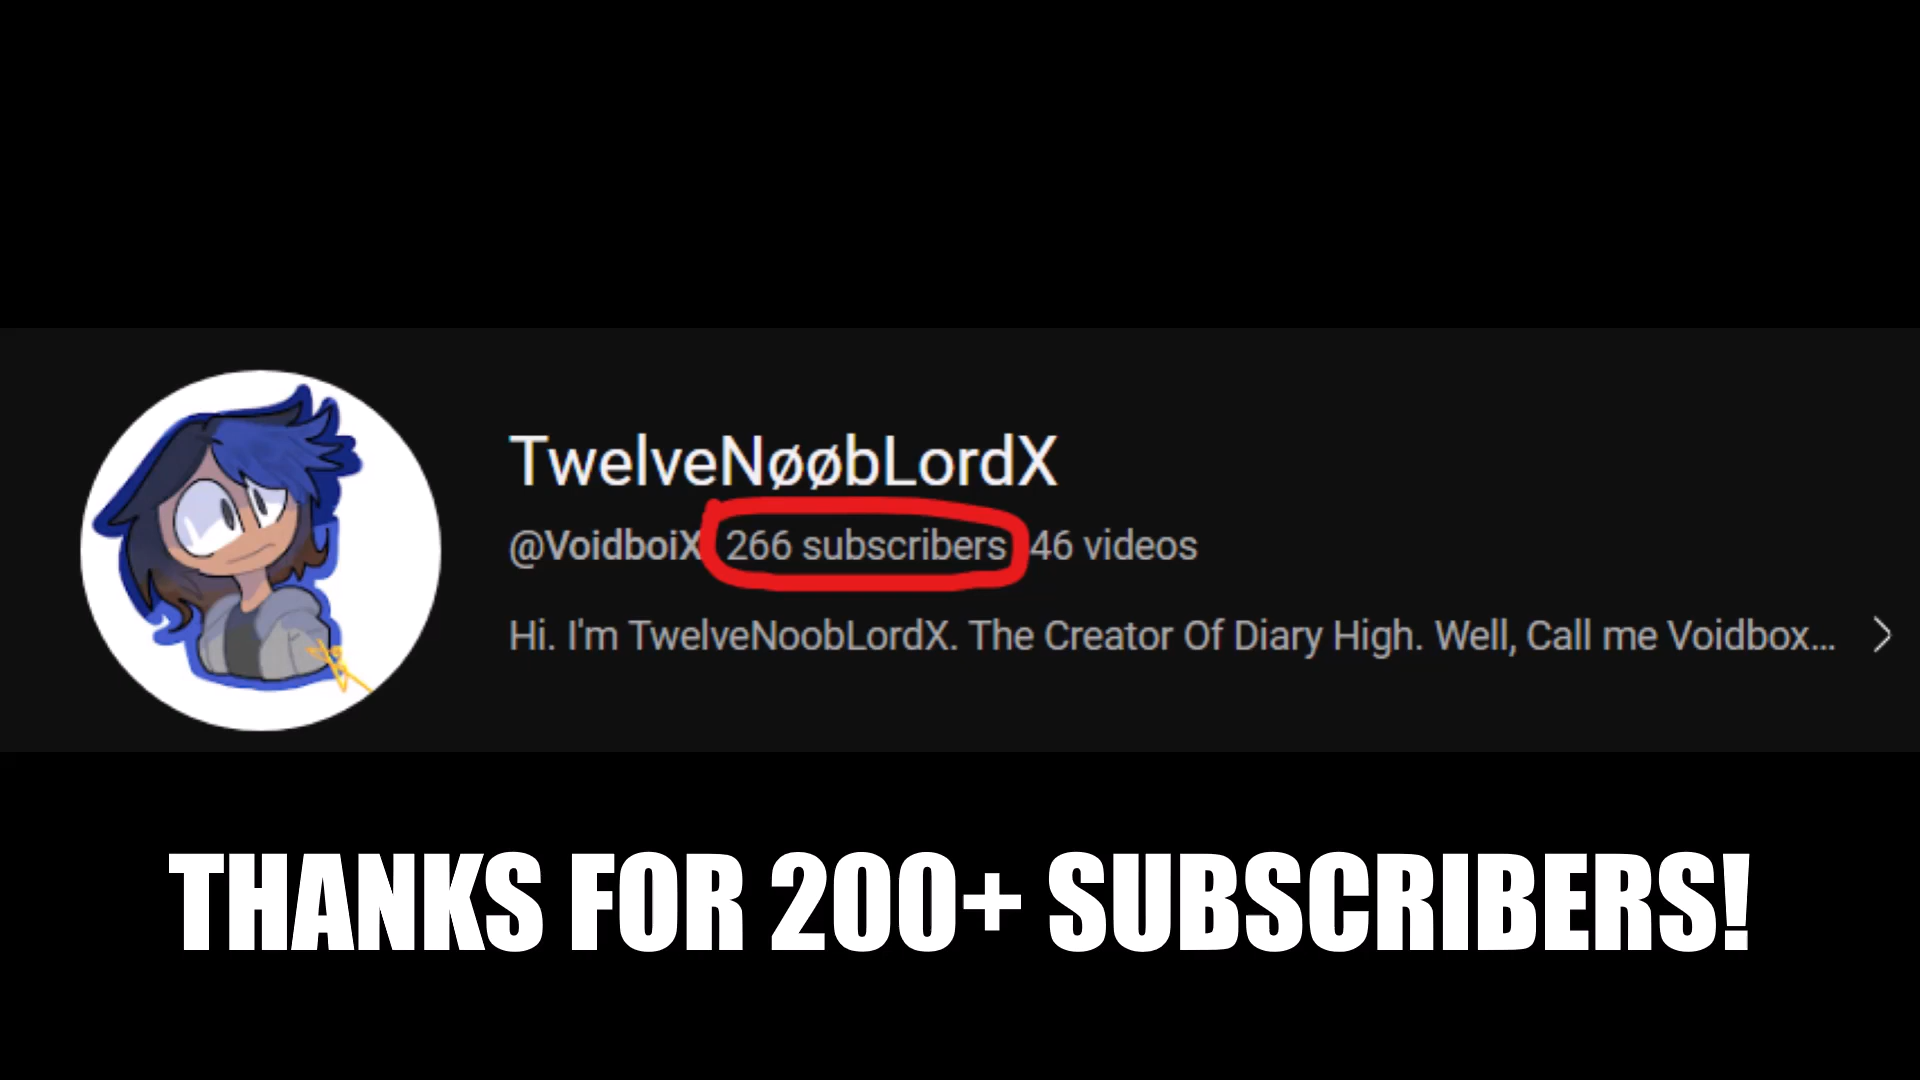 TwelveNøøbLordX
@VoidboiX 266 subscribers 46 videos
Hi. I'm TwelveNoobLordX. The Creator Of Diary High. Well, Call me Voidbox...
THANKS FOR 200+ SUBSCRIBERS!